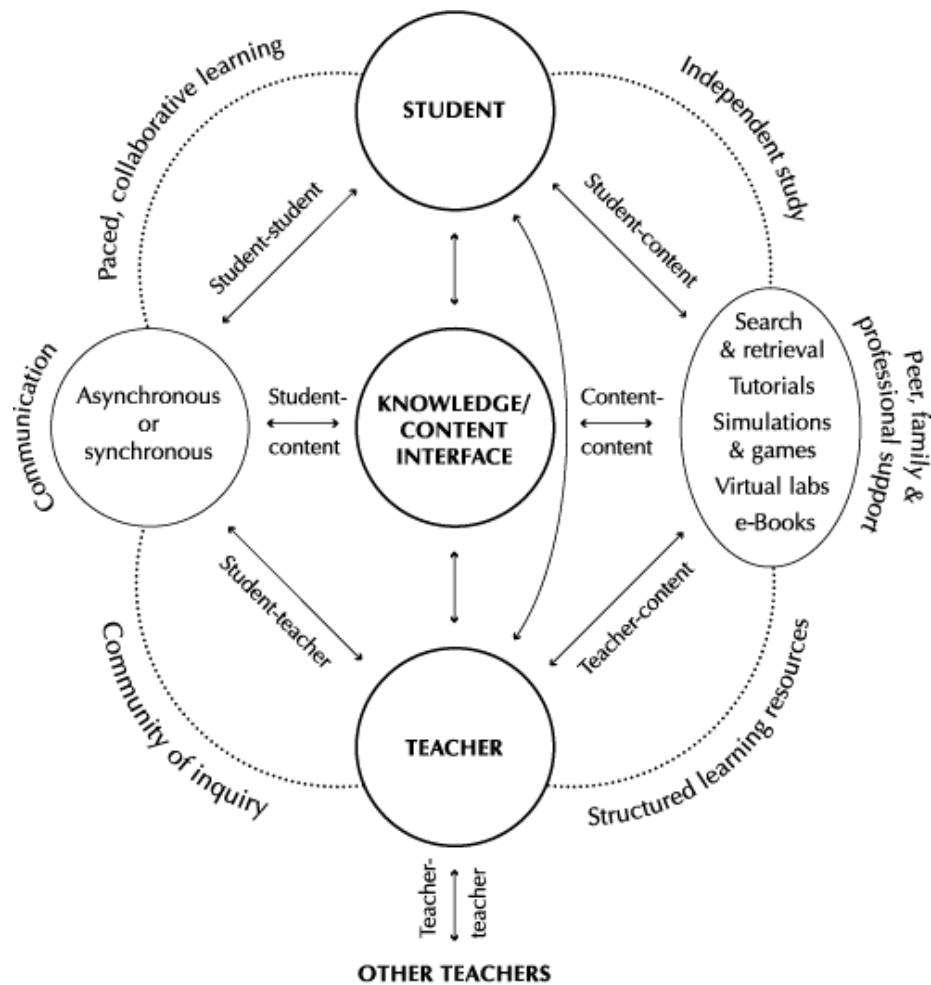 STUDENT
Paced, collaborative learning
Independent study
Student-student
Student-content
Communication
Asynchronous
or
synchronous
Student-
content
KNOWLEDGE/
CONTENT
INTERFACE
Content-
content
Search
& retrieval
Tutorials
Simulations
& games
Virtual labs
e-Books
Peer, family &
professional support
Student-teacher
Teacher-content
Community of inquiry
TEACHER
Structured learning resources
Teacher-
teacher
OTHER TEACHERS